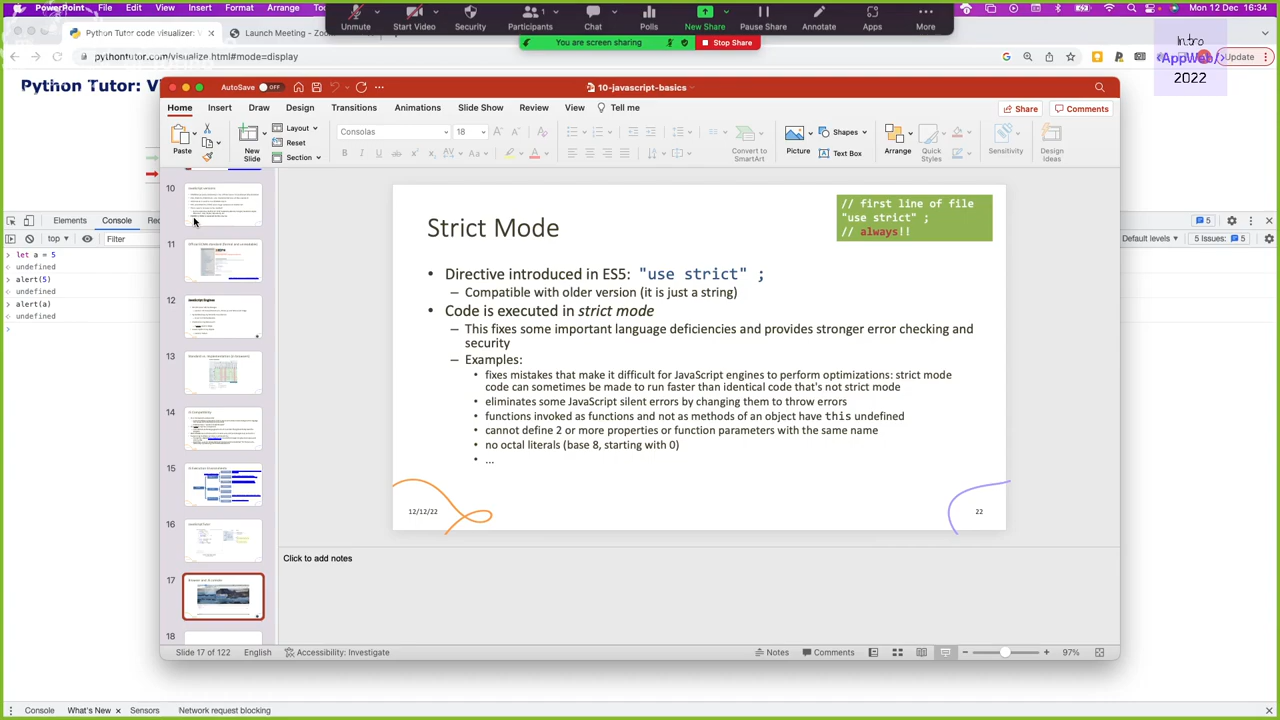 PowerPoint File Edit View Insert Format Arrange
Mon 12 Dec 16:34
Unmute
Start Video
Security
34
Participants
Chat
Polls
New Share
Pause Share
Annotate
Apps
More
You are screen sharing
Stop Share
Python Tutor code visualizer:
pythontutor.com/visualize.html#mode=display
Update
Intro
<AppWeb/>
2022
Python Tutor:
AutoSave OFF
10-javascript-basics
Home Insert Draw Design Transitions Animations Slide Show Review View Tell me
Share Comments
Paste
New
Slide
Layout
Reset
Section
Consolas
18
Convert to
SmartArt
Picture
Shapes
Text Box
Arrange
Quick
Styles
Sensitivity
Design
Ideas
Elements Console
top
Filter
5
Default levels
5 Issues: 5
let a = 5
undefined
alert(5)
undefined
alert(a)
undefined
10
11
12
13
14
15
16
17
18
// first line of file
"use strict" ;
// always!!
Strict Mode
• Directive introduced in ES5: "use strict" ;
– Compatible with older version (it is just a string)
• Code is executed in strict mode
– This fixes some important language deficiencies and provides stronger error checking and
security
– Examples:
• fixes mistakes that make it difficult for JavaScript engines to perform optimizations: strict mode
code can sometimes be made to run faster than identical code that's not strict mode
• eliminates some JavaScript silent errors by changing them to throw errors
• functions invoked as functions and not as methods of an object have this undefined
• cannot define 2 or more properties or function parameters with the same name
• no octal literals (base 8, starting with 0)
• ...
12/12/22
22
Click to add notes
Slide 17 of 122 English Accessibility: Investigate
Notes Comments
97%
Console What's New Sensors Network request blocking